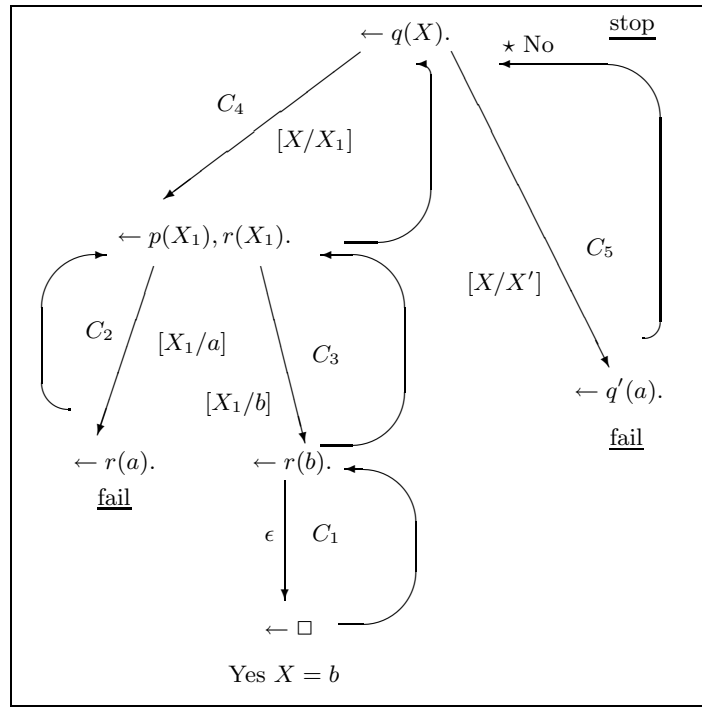 stop
← q(X).
⋆ No
C₄
[X/X₁]
← p(X₁), r(X₁).
C₅
[X/X′]
C₂
[X₁/a]
C₃
← q′(a).
[X₁/b]
fail
← r(a).
← r(b).
fail
ϵ
C₁
← □
Yes X = b